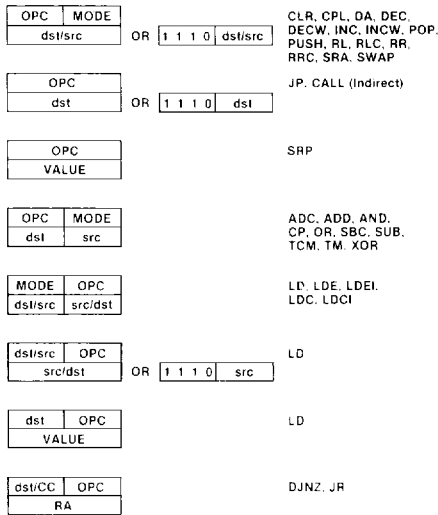 OPC MODE CLR, CPL, DA, DEC,
dst/src OR 1 1 1 0 dst/src DECW, INC, INCW, POP,
PUSH, RL, RLC, RR,
RRC, SRA, SWAP
OPC JP, CALL (Indirect)
dst OR 1 1 1 0 dst
OPC SRP
VALUE
OPC MODE ADC, ADD, AND,
dst src CP, OR, SBC, SUB,
TCM, TM, XOR
MODE OPC LD, LDE, LDEI,
dst/src src/dst LDC, LDCI
dst/src OPC LD
src/dst OR 1 1 1 0 src
dst OPC LD
VALUE
dst/CC OPC DJNZ, JR
RA